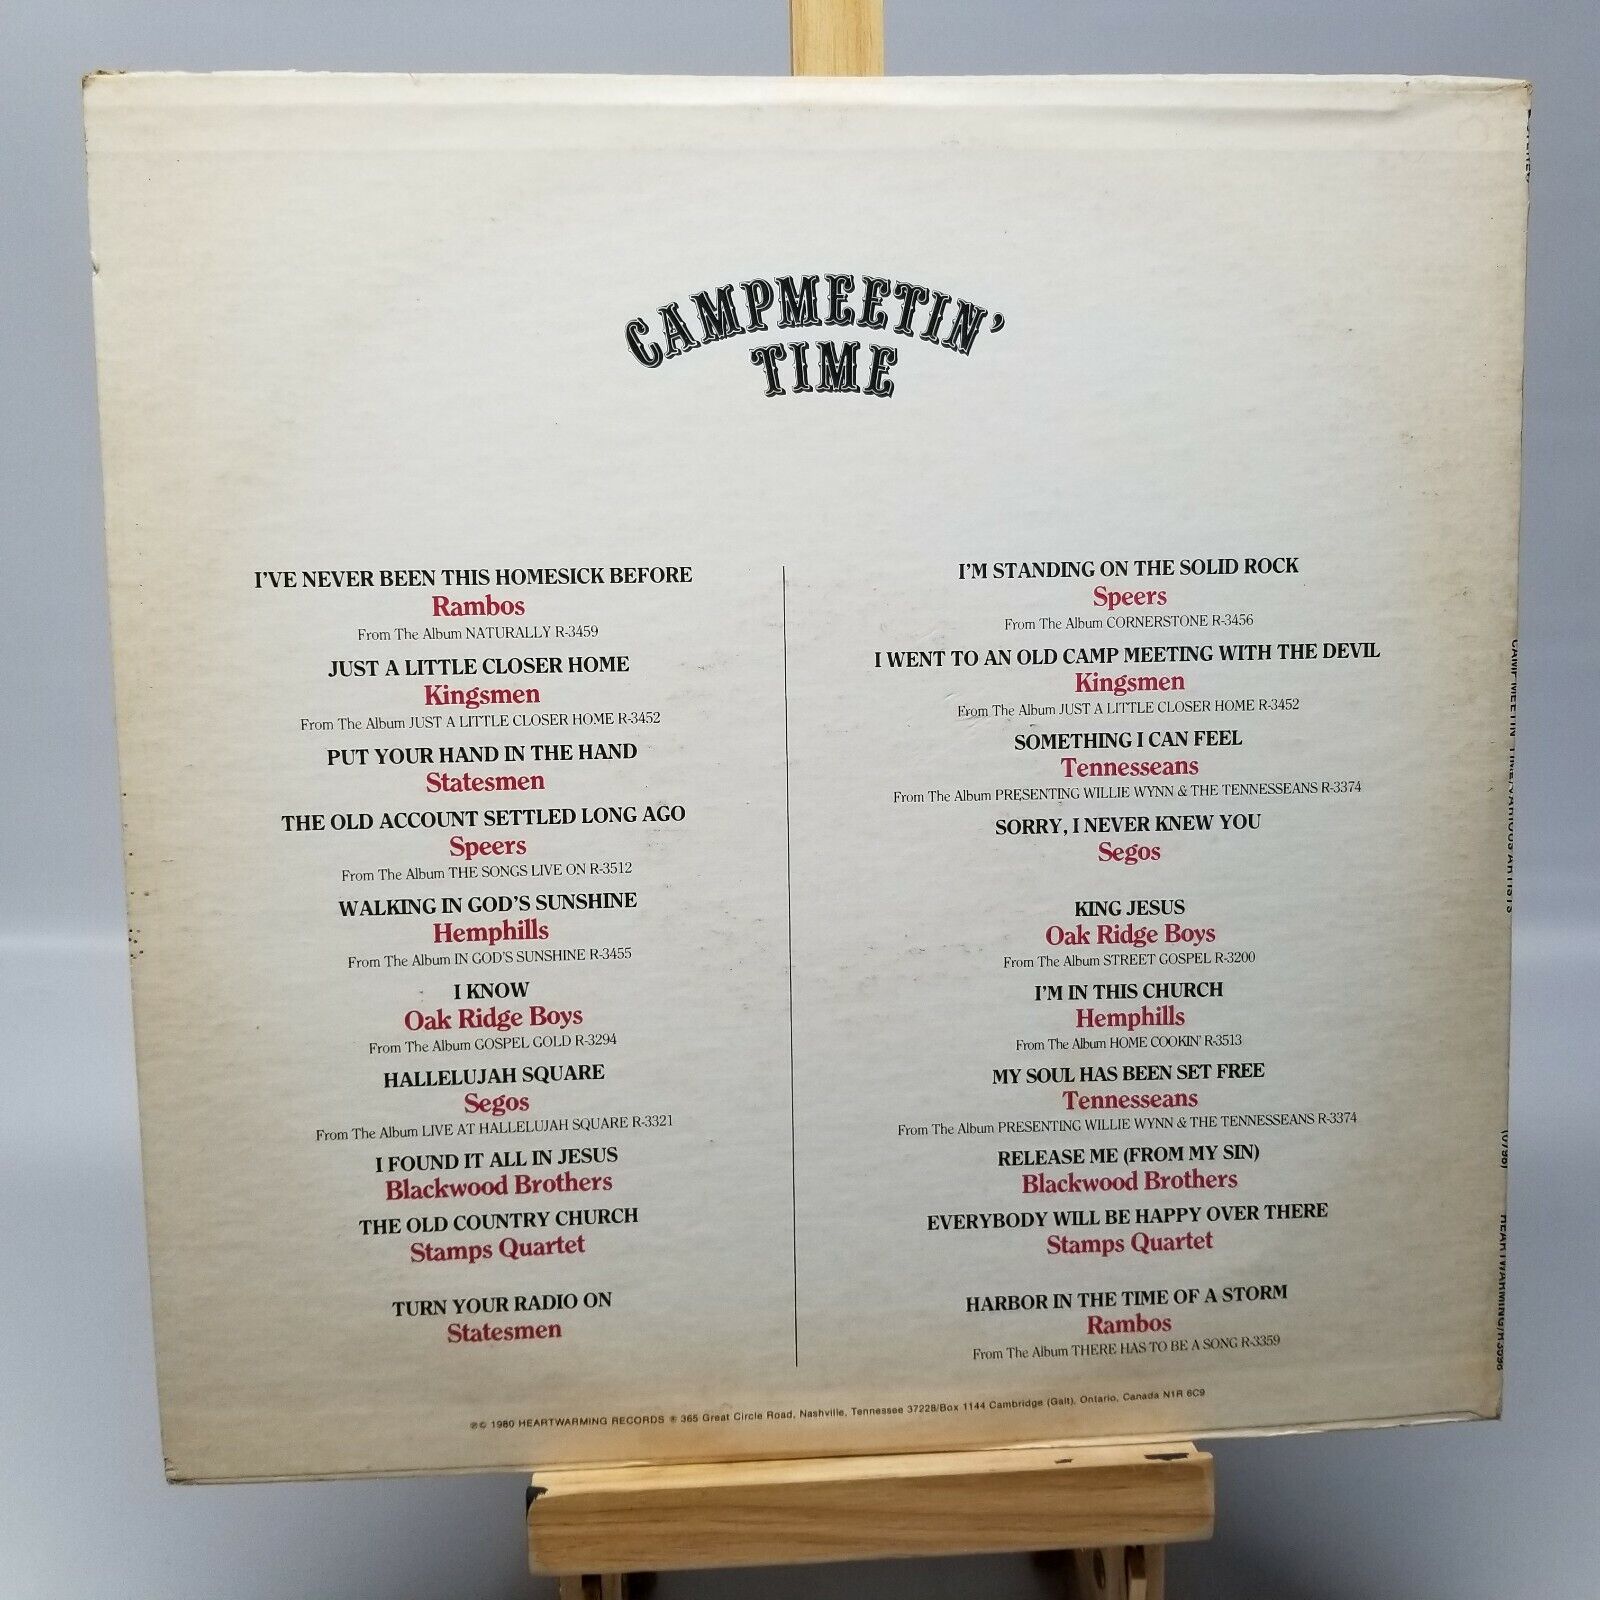 CAMPMEETIN'
TIME
I'VE NEVER BEEN THIS HOMESICK BEFORE
Rambos
From The Album NATURALLY R-3459
JUST A LITTLE CLOSER HOME
Kingsmen
From The Album JUST A LITTLE CLOSER HOME R-3452
PUT YOUR HAND IN THE HAND
Statesmen
THE OLD ACCOUNT SETTLED LONG AGO
Speers
From The Album THE SONGS LIVE ON R-3512
WALKING IN GOD'S SUNSHINE
Hemphills
From The Album IN GOD'S SUNSHINE R-3455
I KNOW
Oak Ridge Boys
From The Album GOSPEL GOLD R-3294
HALLELUJAH SQUARE
Segos
From The Album LIVE AT HALLELUJAH SQUARE R-3321
I FOUND IT ALL IN JESUS
Blackwood Brothers
THE OLD COUNTRY CHURCH
Stamps Quartet
TURN YOUR RADIO ON
Statesmen
I'M STANDING ON THE SOLID ROCK
Speers
From The Album CORNERSTONE R-3456
I WENT TO AN OLD CAMP MEETING WITH THE DEVIL
Kingsmen
From The Album JUST A LITTLE CLOSER HOME R-3452
SOMETHING I CAN FEEL
Tennesseans
From The Album PRESENTING WILLIE WYNN & THE TENNESSEANS R-3374
SORRY, I NEVER KNEW YOU
Segos
KING JESUS
Oak Ridge Boys
From The Album STREET GOSPEL R-3200
I'M IN THIS CHURCH
Hemphills
From The Album HOME COOKIN' R-3513
MY SOUL HAS BEEN SET FREE
Tennesseans
From The Album PRESENTING WILLIE WYNN & THE TENNESSEANS R-3374
RELEASE ME (FROM MY SIN)
Blackwood Brothers
EVERYBODY WILL BE HAPPY OVER THERE
Stamps Quartet
HARBOR IN THE TIME OF A STORM
Rambos
From The Album THERE HAS TO BE A SONG R-3359
℗© 1980 HEARTWARMING RECORDS ® 365 Great Circle Road, Nashville, Tennessee 37228/Box 1144 Cambridge (Galt), Ontario, Canada N1R 6C9
CAMP MEETIN' TIME/VARIOUS ARTISTS